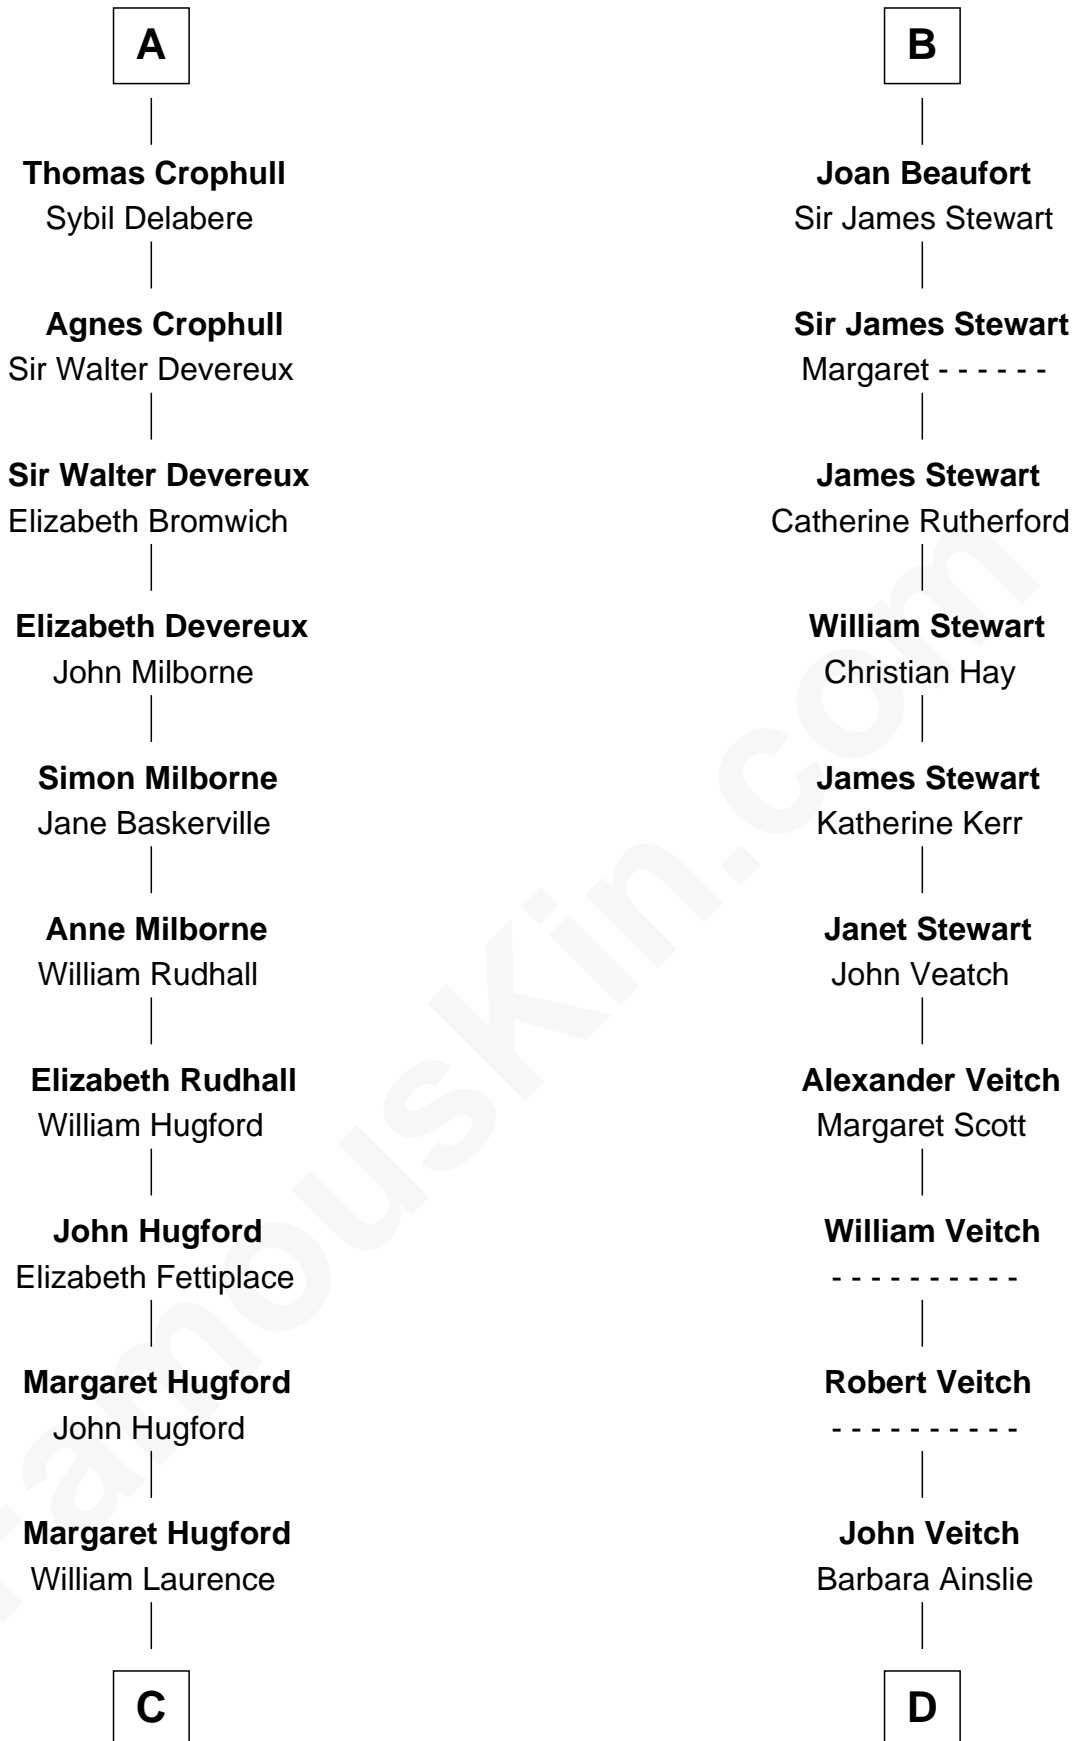 A
Thomas Crophull
Sybil Delabere
Agnes Crophull
Sir Walter Devereux
Sir Walter Devereux
Elizabeth Bromwich
Elizabeth Devereux
John Milborne
Simon Milborne
Jane Baskerville
Anne Milborne
William Rudhall
Elizabeth Rudhall
William Hugford
John Hugford
Elizabeth Fettiplace
Margaret Hugford
John Hugford
Margaret Hugford
William Laurence
C
B
Joan Beaufort
Sir James Stewart
Sir James Stewart
Margaret - - - - - -
James Stewart
Catherine Rutherford
William Stewart
Christian Hay
James Stewart
Katherine Kerr
Janet Stewart
John Veatch
Alexander Veitch
Margaret Scott
William Veitch
- - - - - - - - - -
Robert Veitch
- - - - - - - - - -
John Veitch
Barbara Ainslie
D
FamousKin.com